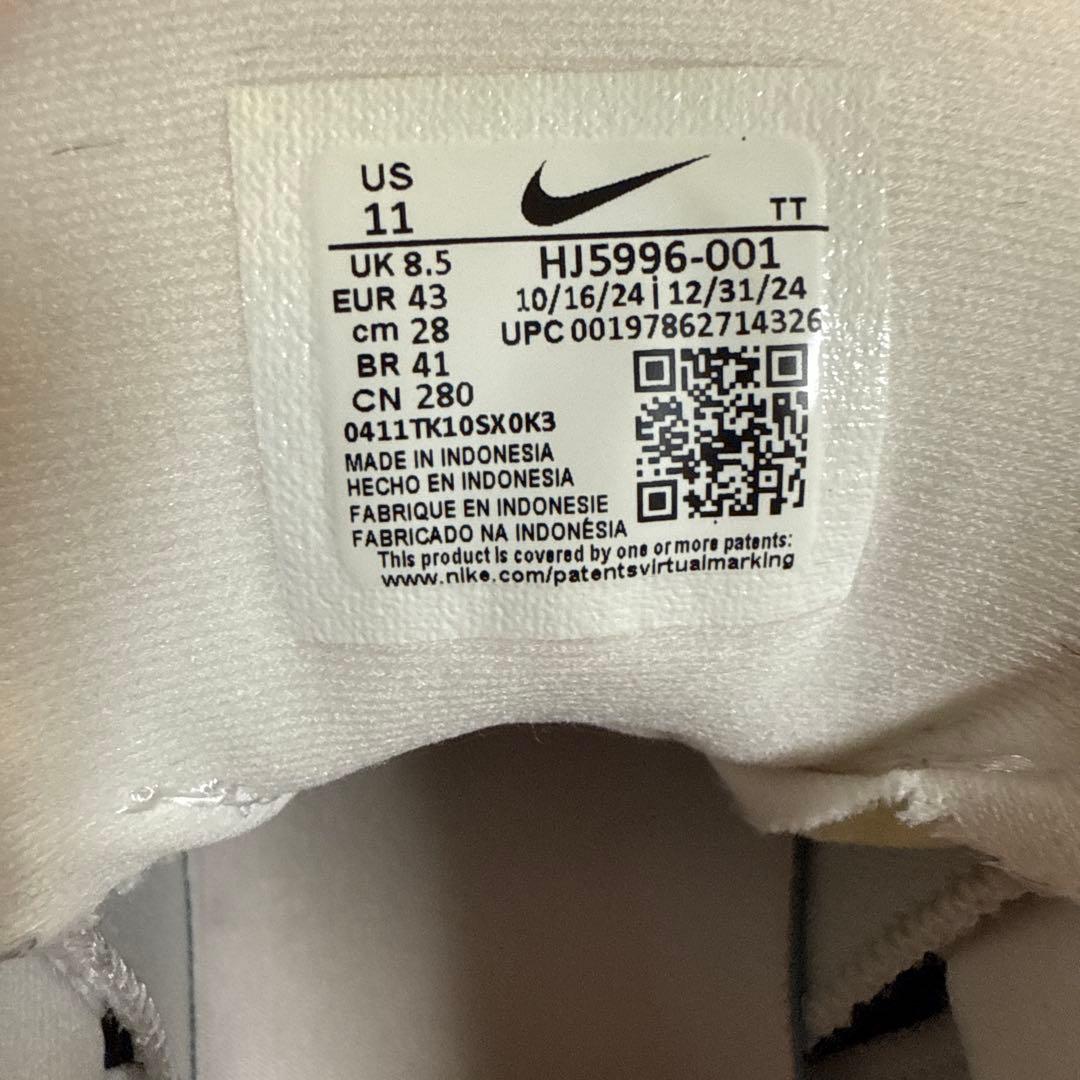 US
11
TT
UK 8.5
HJ5996-001
EUR 43
10/16/24 | 12/31/24
cm 28
UPC 00197862714326
BR 41
CN 280
0411TK10SX0K3
MADE IN INDONESIA
HECHO EN INDONESIA
FABRIQUE EN INDONESIE
FABRICADO NA INDONÉSIA
This product is covered by one or more patents:
www.nike.com/patentsvirtualmarking